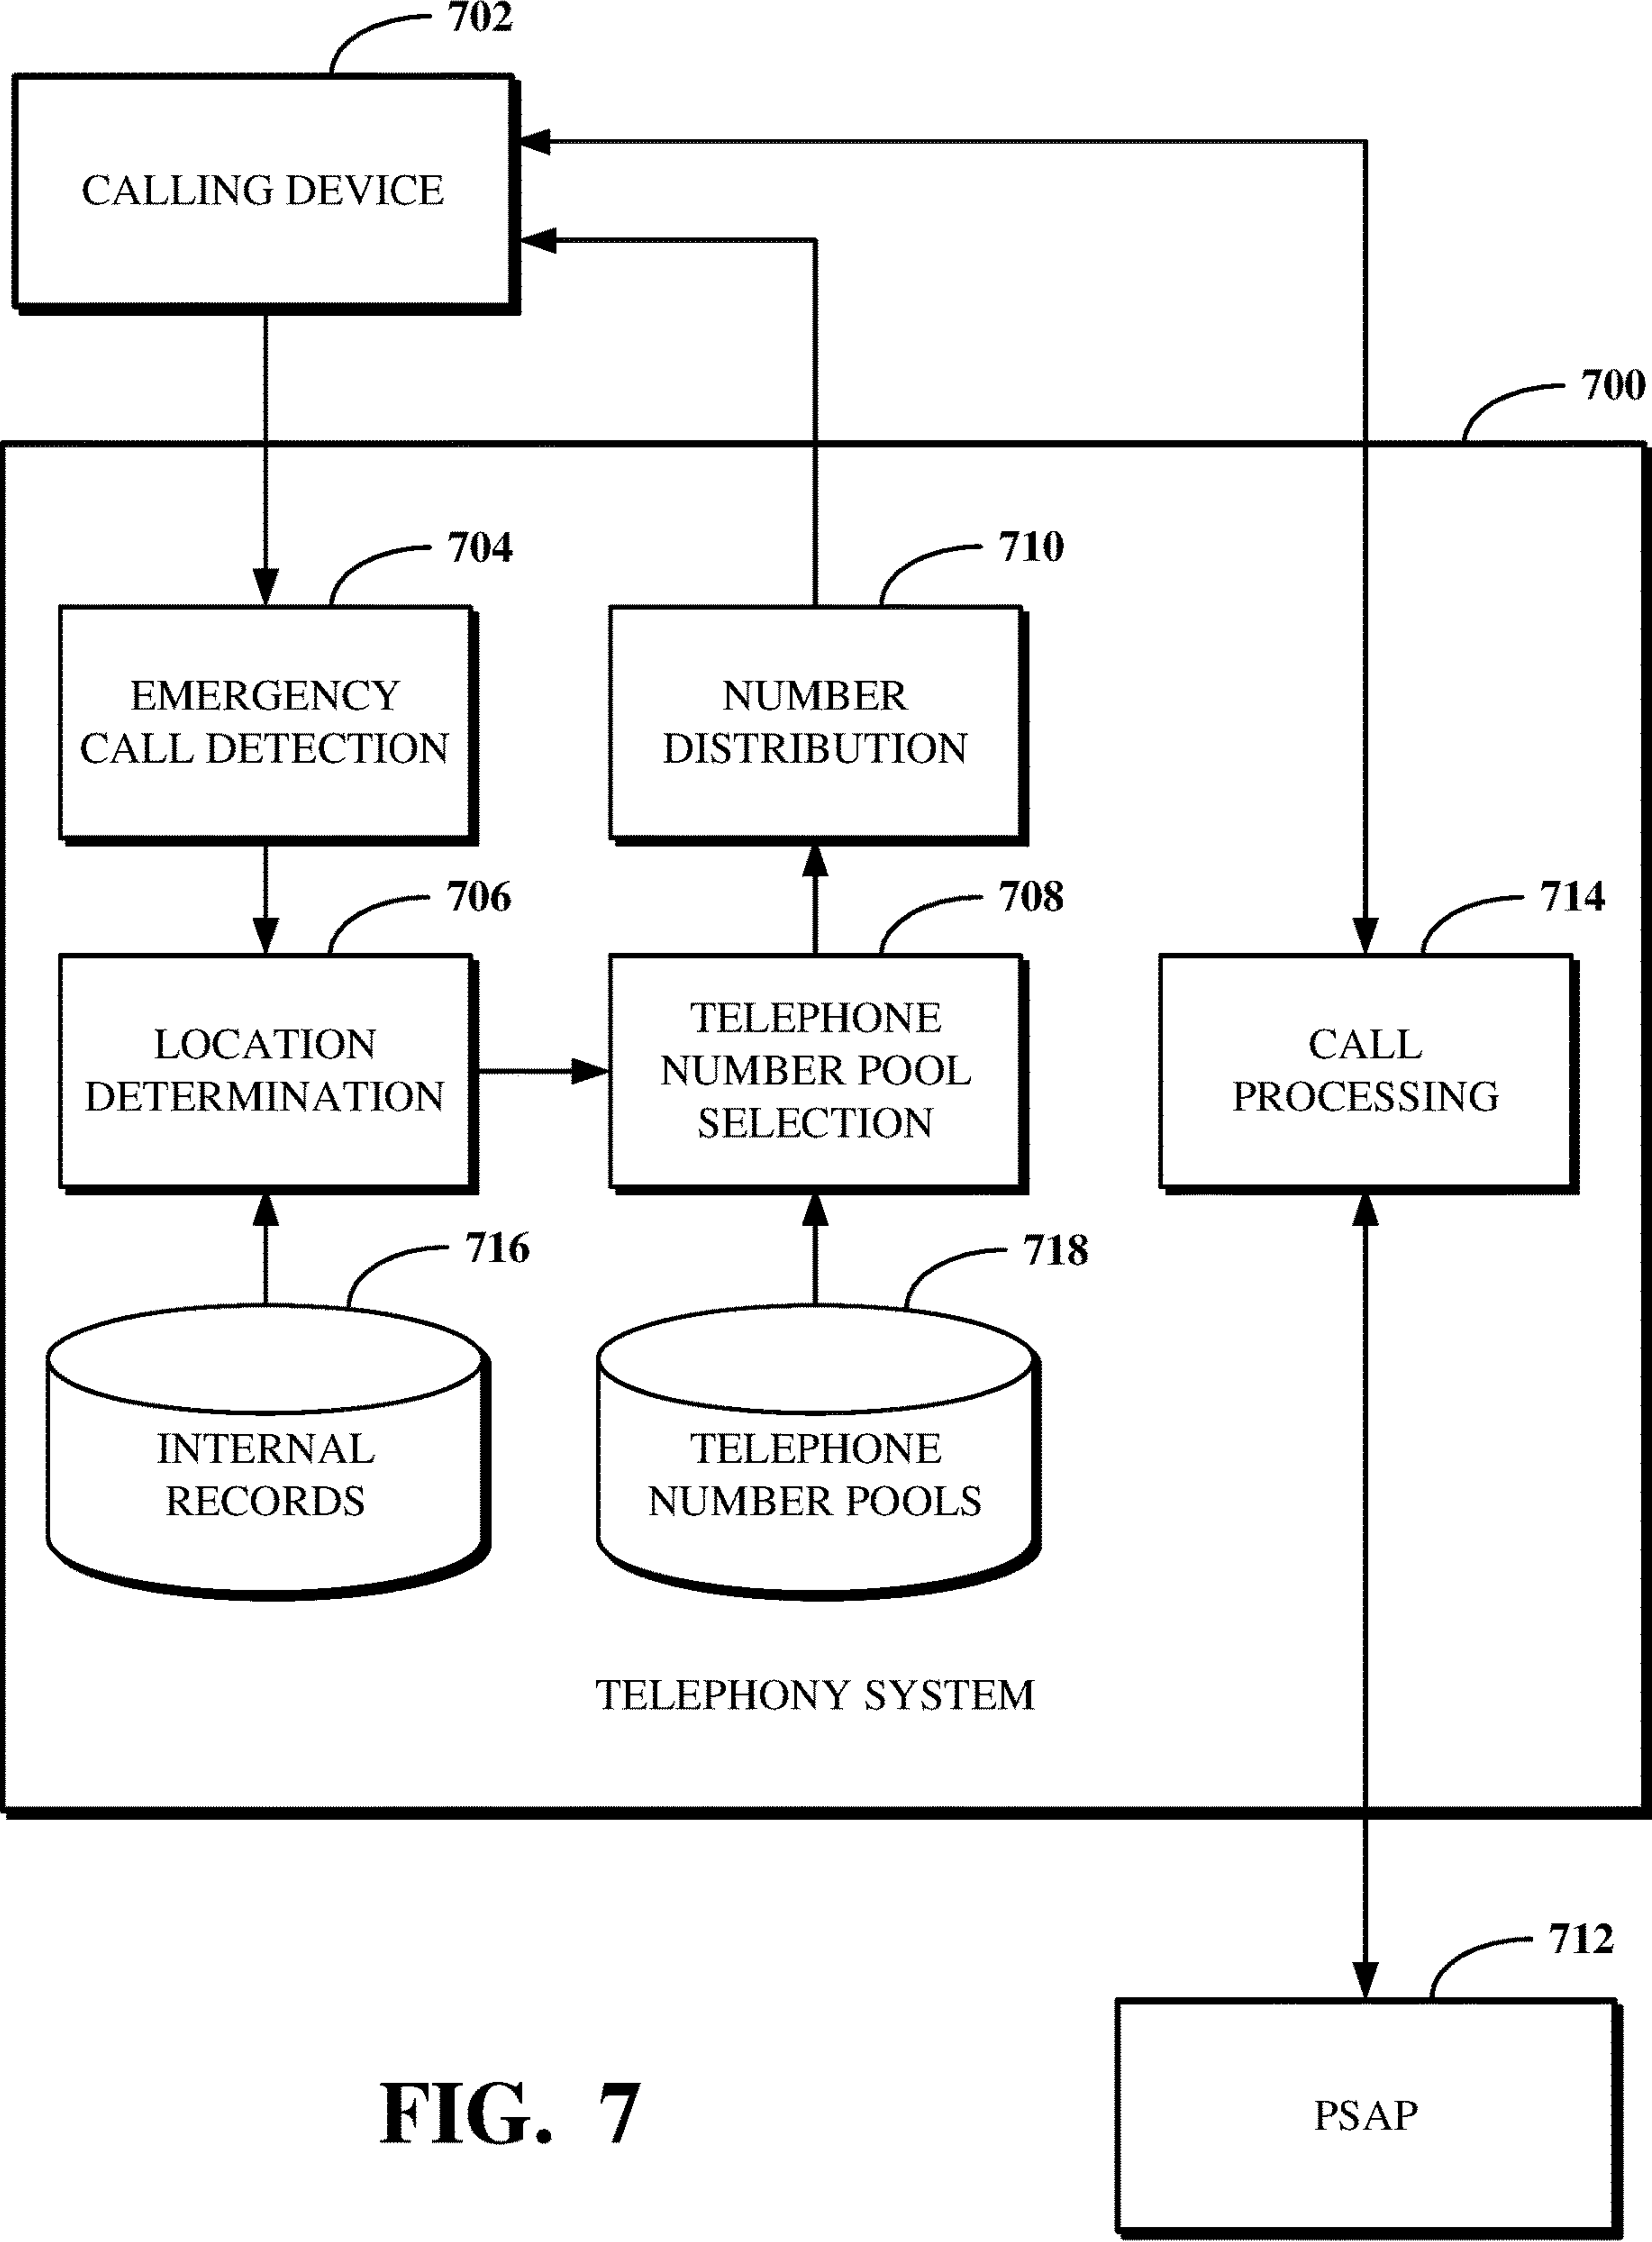 702
CALLING DEVICE
700
704
EMERGENCY
CALL DETECTION
710
NUMBER
DISTRIBUTION
706
LOCATION
DETERMINATION
708
TELEPHONE
NUMBER POOL
SELECTION
714
CALL
PROCESSING
716
INTERNAL
RECORDS
718
TELEPHONE
NUMBER POOLS
TELEPHONY SYSTEM
712
PSAP
FIG. 7